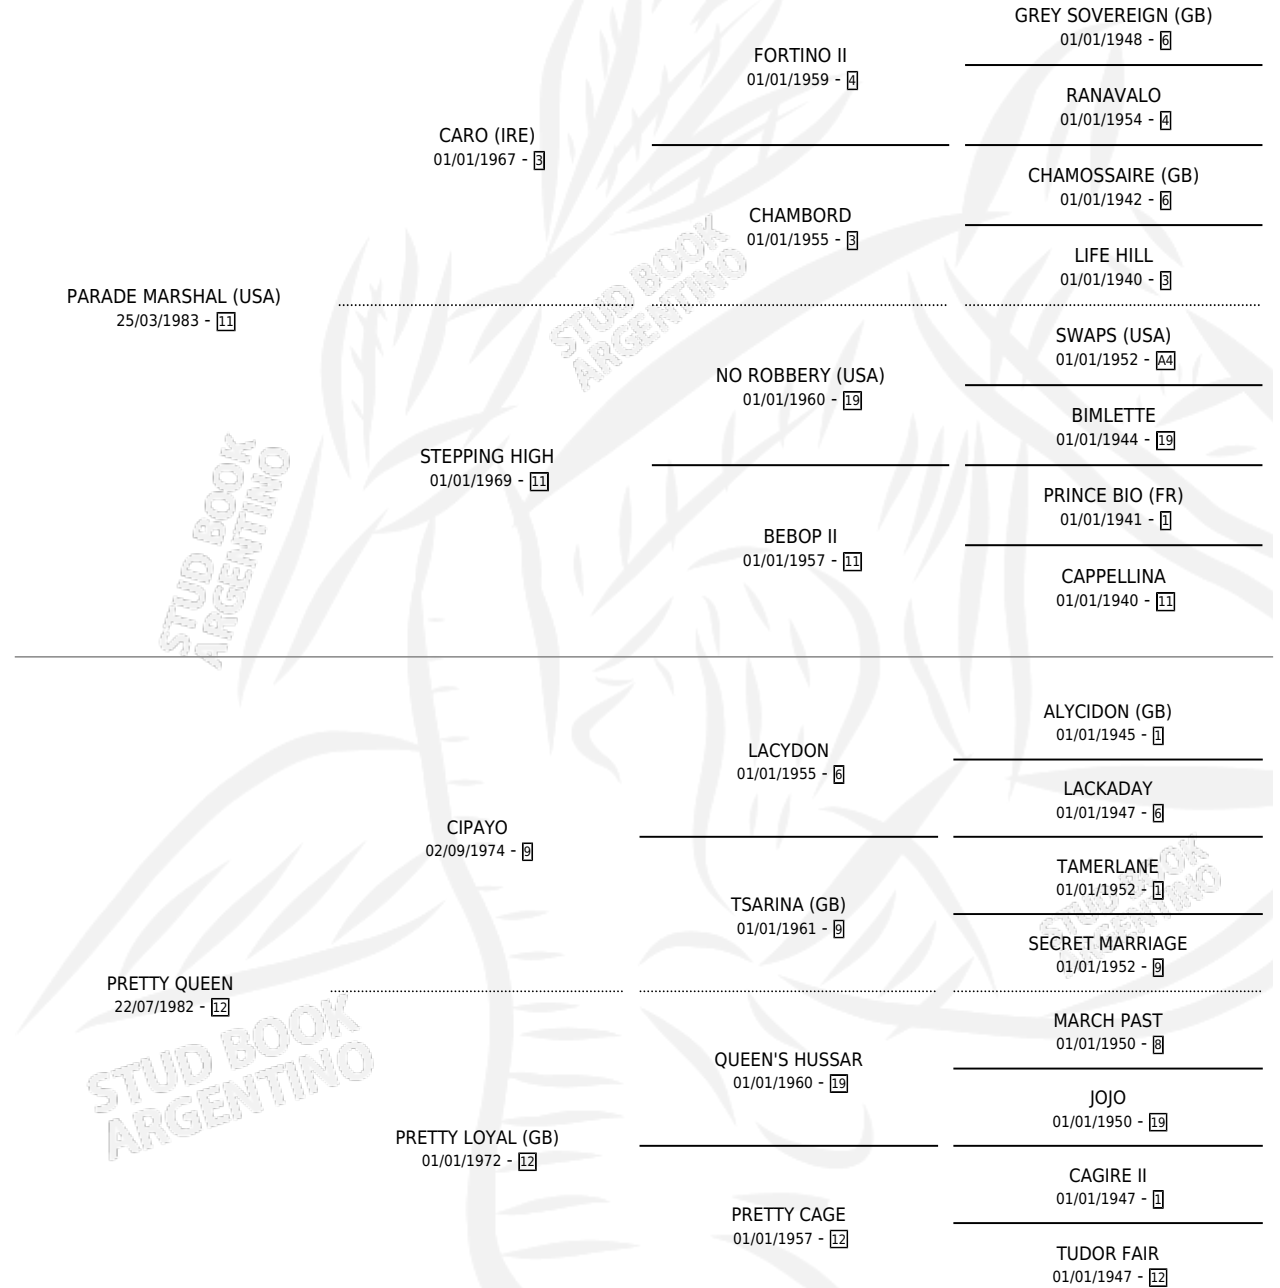 GREY SOVEREIGN (GB)
01/01/1948 - 6
FORTINO II
01/01/1959 - 4
RANAVALO
01/01/1954 - 4
CARO (IRE)
01/01/1967 - 3
CHAMOSSAIRE (GB)
01/01/1942 - 6
CHAMBORD
01/01/1955 - 3
LIFE HILL
01/01/1940 - 3
PARADE MARSHAL (USA)
25/03/1983 - 11
SWAPS (USA)
01/01/1952 - A4
NO ROBBERY (USA)
01/01/1960 - 19
BIMLETTE
01/01/1944 - 19
STEPPING HIGH
01/01/1969 - 11
PRINCE BIO (FR)
01/01/1941 - 1
BEBOP II
01/01/1957 - 11
CAPPELLINA
01/01/1940 - 11
ALYCIDON (GB)
01/01/1945 - 1
LACYDON
01/01/1955 - 6
LACKADAY
01/01/1947 - 6
CIPAYO
02/09/1974 - 9
TAMERLANE
01/01/1952 - 1
TSARINA (GB)
01/01/1961 - 9
SECRET MARRIAGE
01/01/1952 - 9
PRETTY QUEEN
22/07/1982 - 12
MARCH PAST
01/01/1950 - 8
QUEEN'S HUSSAR
01/01/1960 - 19
JOJO
01/01/1950 - 19
PRETTY LOYAL (GB)
01/01/1972 - 12
CAGIRE II
01/01/1947 - 1
PRETTY CAGE
01/01/1957 - 12
TUDOR FAIR
01/01/1947 - 12
STUD BOOK
ARGENTINO
STUD BOOK
ARGENTINO
STUD BOOK
ARGENTINO
STUD BOOK
ARGENTINO